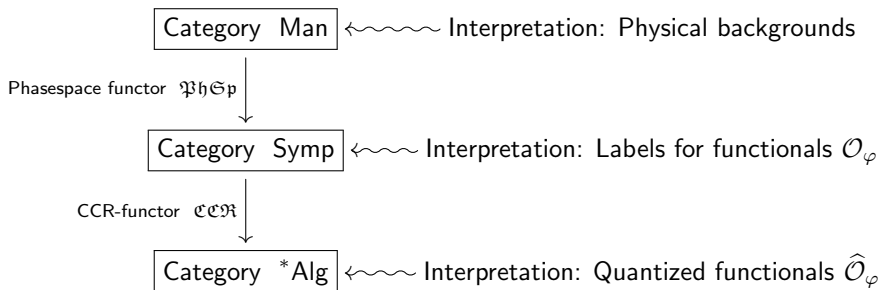 Category Man Interpretation: Physical backgrounds
Phasespace functor 𝔓𝔥𝔖𝔭
Category Symp Interpretation: Labels for functionals 𝒪_φ
CCR-functor ℭℭℜ
Category *Alg Interpretation: Quantized functionals 𝒪̂_φ